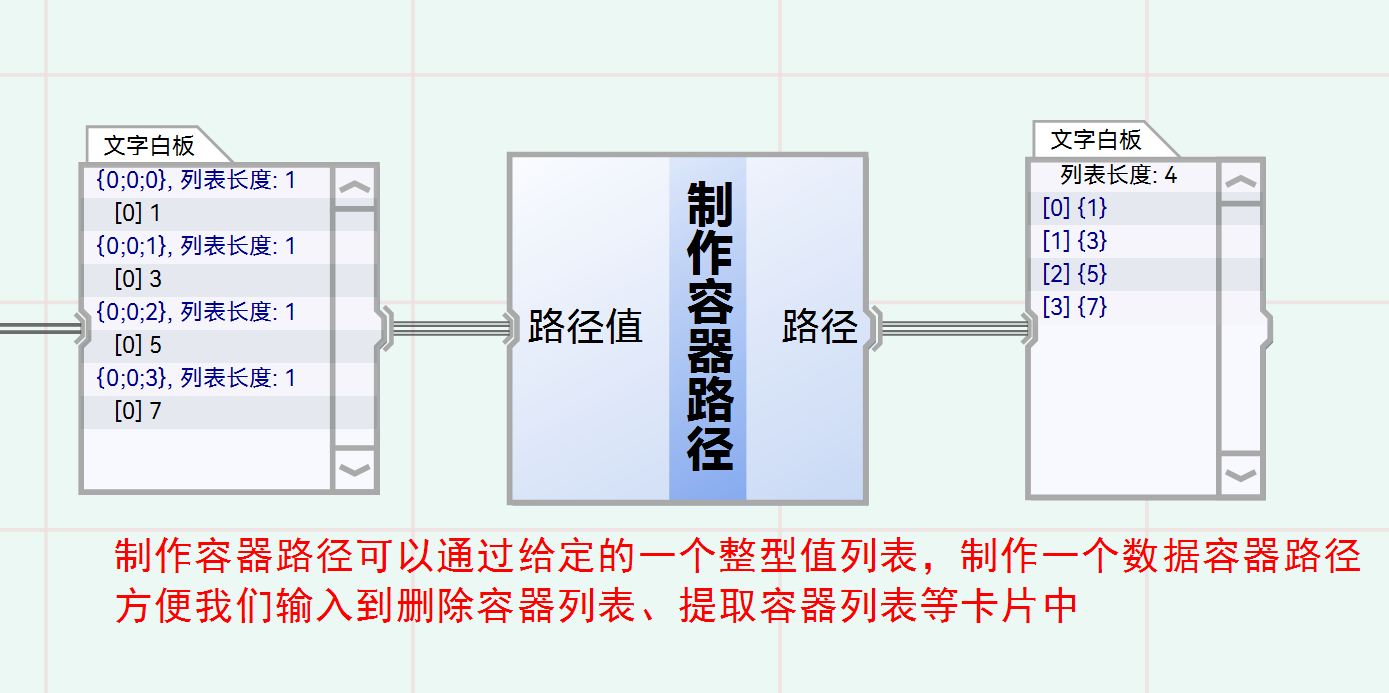 文字白板
{0;0;0}, 列表长度: 1
[0] 1
{0;0;1}, 列表长度: 1
[0] 3
{0;0;2}, 列表长度: 1
[0] 5
{0;0;3}, 列表长度: 1
[0] 7
路径值
制作容器路径
路径
文字白板
列表长度: 4
[0] {1}
[1] {3}
[2] {5}
[3] {7}
制作容器路径可以通过给定的一个整型值列表，制作一个数据容器路径
方便我们输入到删除容器列表、提取容器列表等卡片中